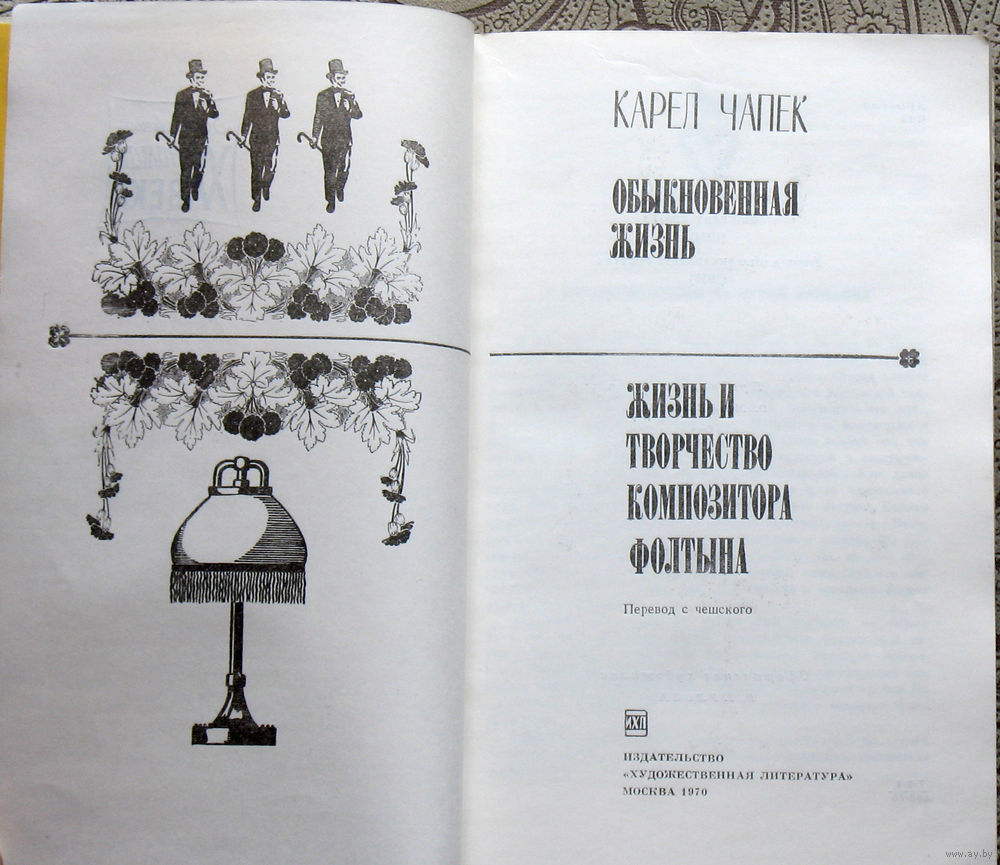 КАРЕЛ ЧАПЕК
ОБЫКНОВЕННАЯ
ЖИЗНЬ
ЖИЗНЬ И
ТВОРЧЕСТВО
КОМПОЗИТОРА
ФОЛТЫНА
Перевод с чешского
ИХЛ
ИЗДАТЕЛЬСТВО
«ХУДОЖЕСТВЕННАЯ ЛИТЕРАТУРА»
МОСКВА 1970
www.ay.by